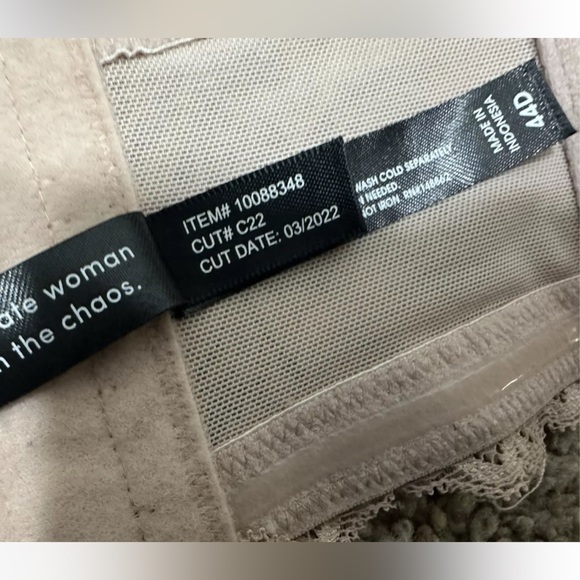 ate woman
the chaos.
ITEM# 10088348
CUT# C22
CUT DATE: 03/2022
WASH COLD SEPARATELY
NEEDED
NOT IRON
MADE IN
INDONESIA
44D